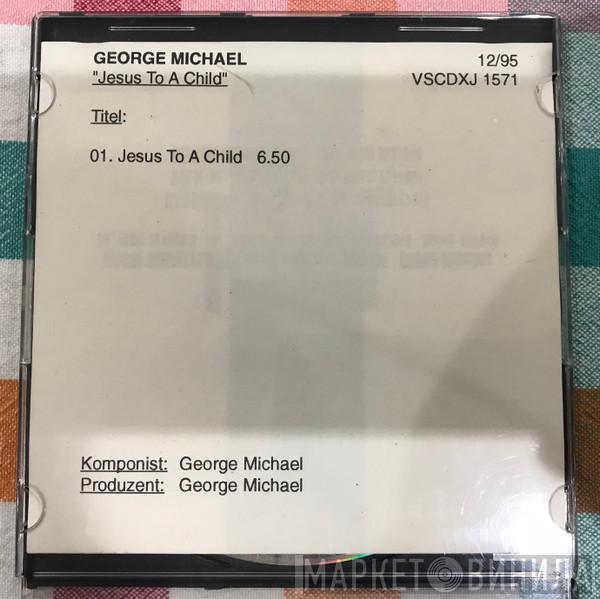 GEORGE MICHAEL 12/95
"Jesus To A Child" VSCDXJ 1571
Titel:
01. Jesus To A Child 6.50
Komponist: George Michael
Produzent: George Michael
МАРКЕТ ВИНИЛА